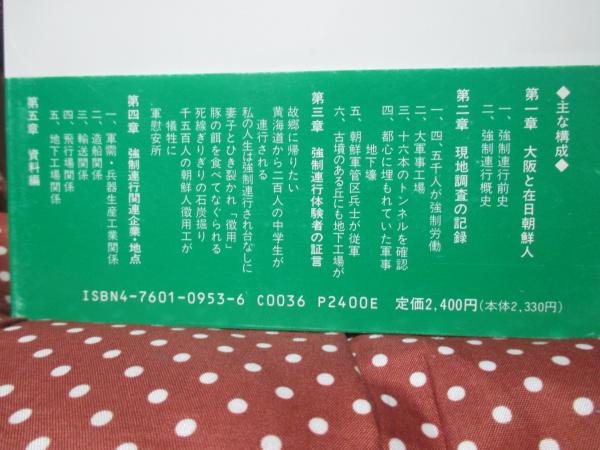 ◆主な構成◆
第一章 大阪と在日朝鮮人
一、強制連行前史
二、強制連行概史
第二章 現地調査の記録
一、四、五千人が強制労働
二、大軍事工場
三、十六本のトンネルを確認
四、都心に埋もれていた軍事
地下壕
五、朝鮮軍管区兵士が従軍
六、古墳のある丘にも地下工場が
第三章 強制連行体験者の証言
故郷に帰りたい
黄海道から二百人の中学生が
連行される
私の人生は強制連行され台なしに
妻子とひき裂かれ「徴用」
豚の餌を食べてなぐられる
死線ぎりぎりの石炭掘り
千五百人の朝鮮人徴用工が
犠牲に
軍慰安所
第四章 強制連行関連企業・地点
一、軍需・兵器生産工業関係
二、造船関係
三、輸送関係
四、飛行場関係
五、地下工場関係
第五章 資料編
ISBN4-7601-0953-6 C0036 P2400E 定価2,400円(本体2,330円)